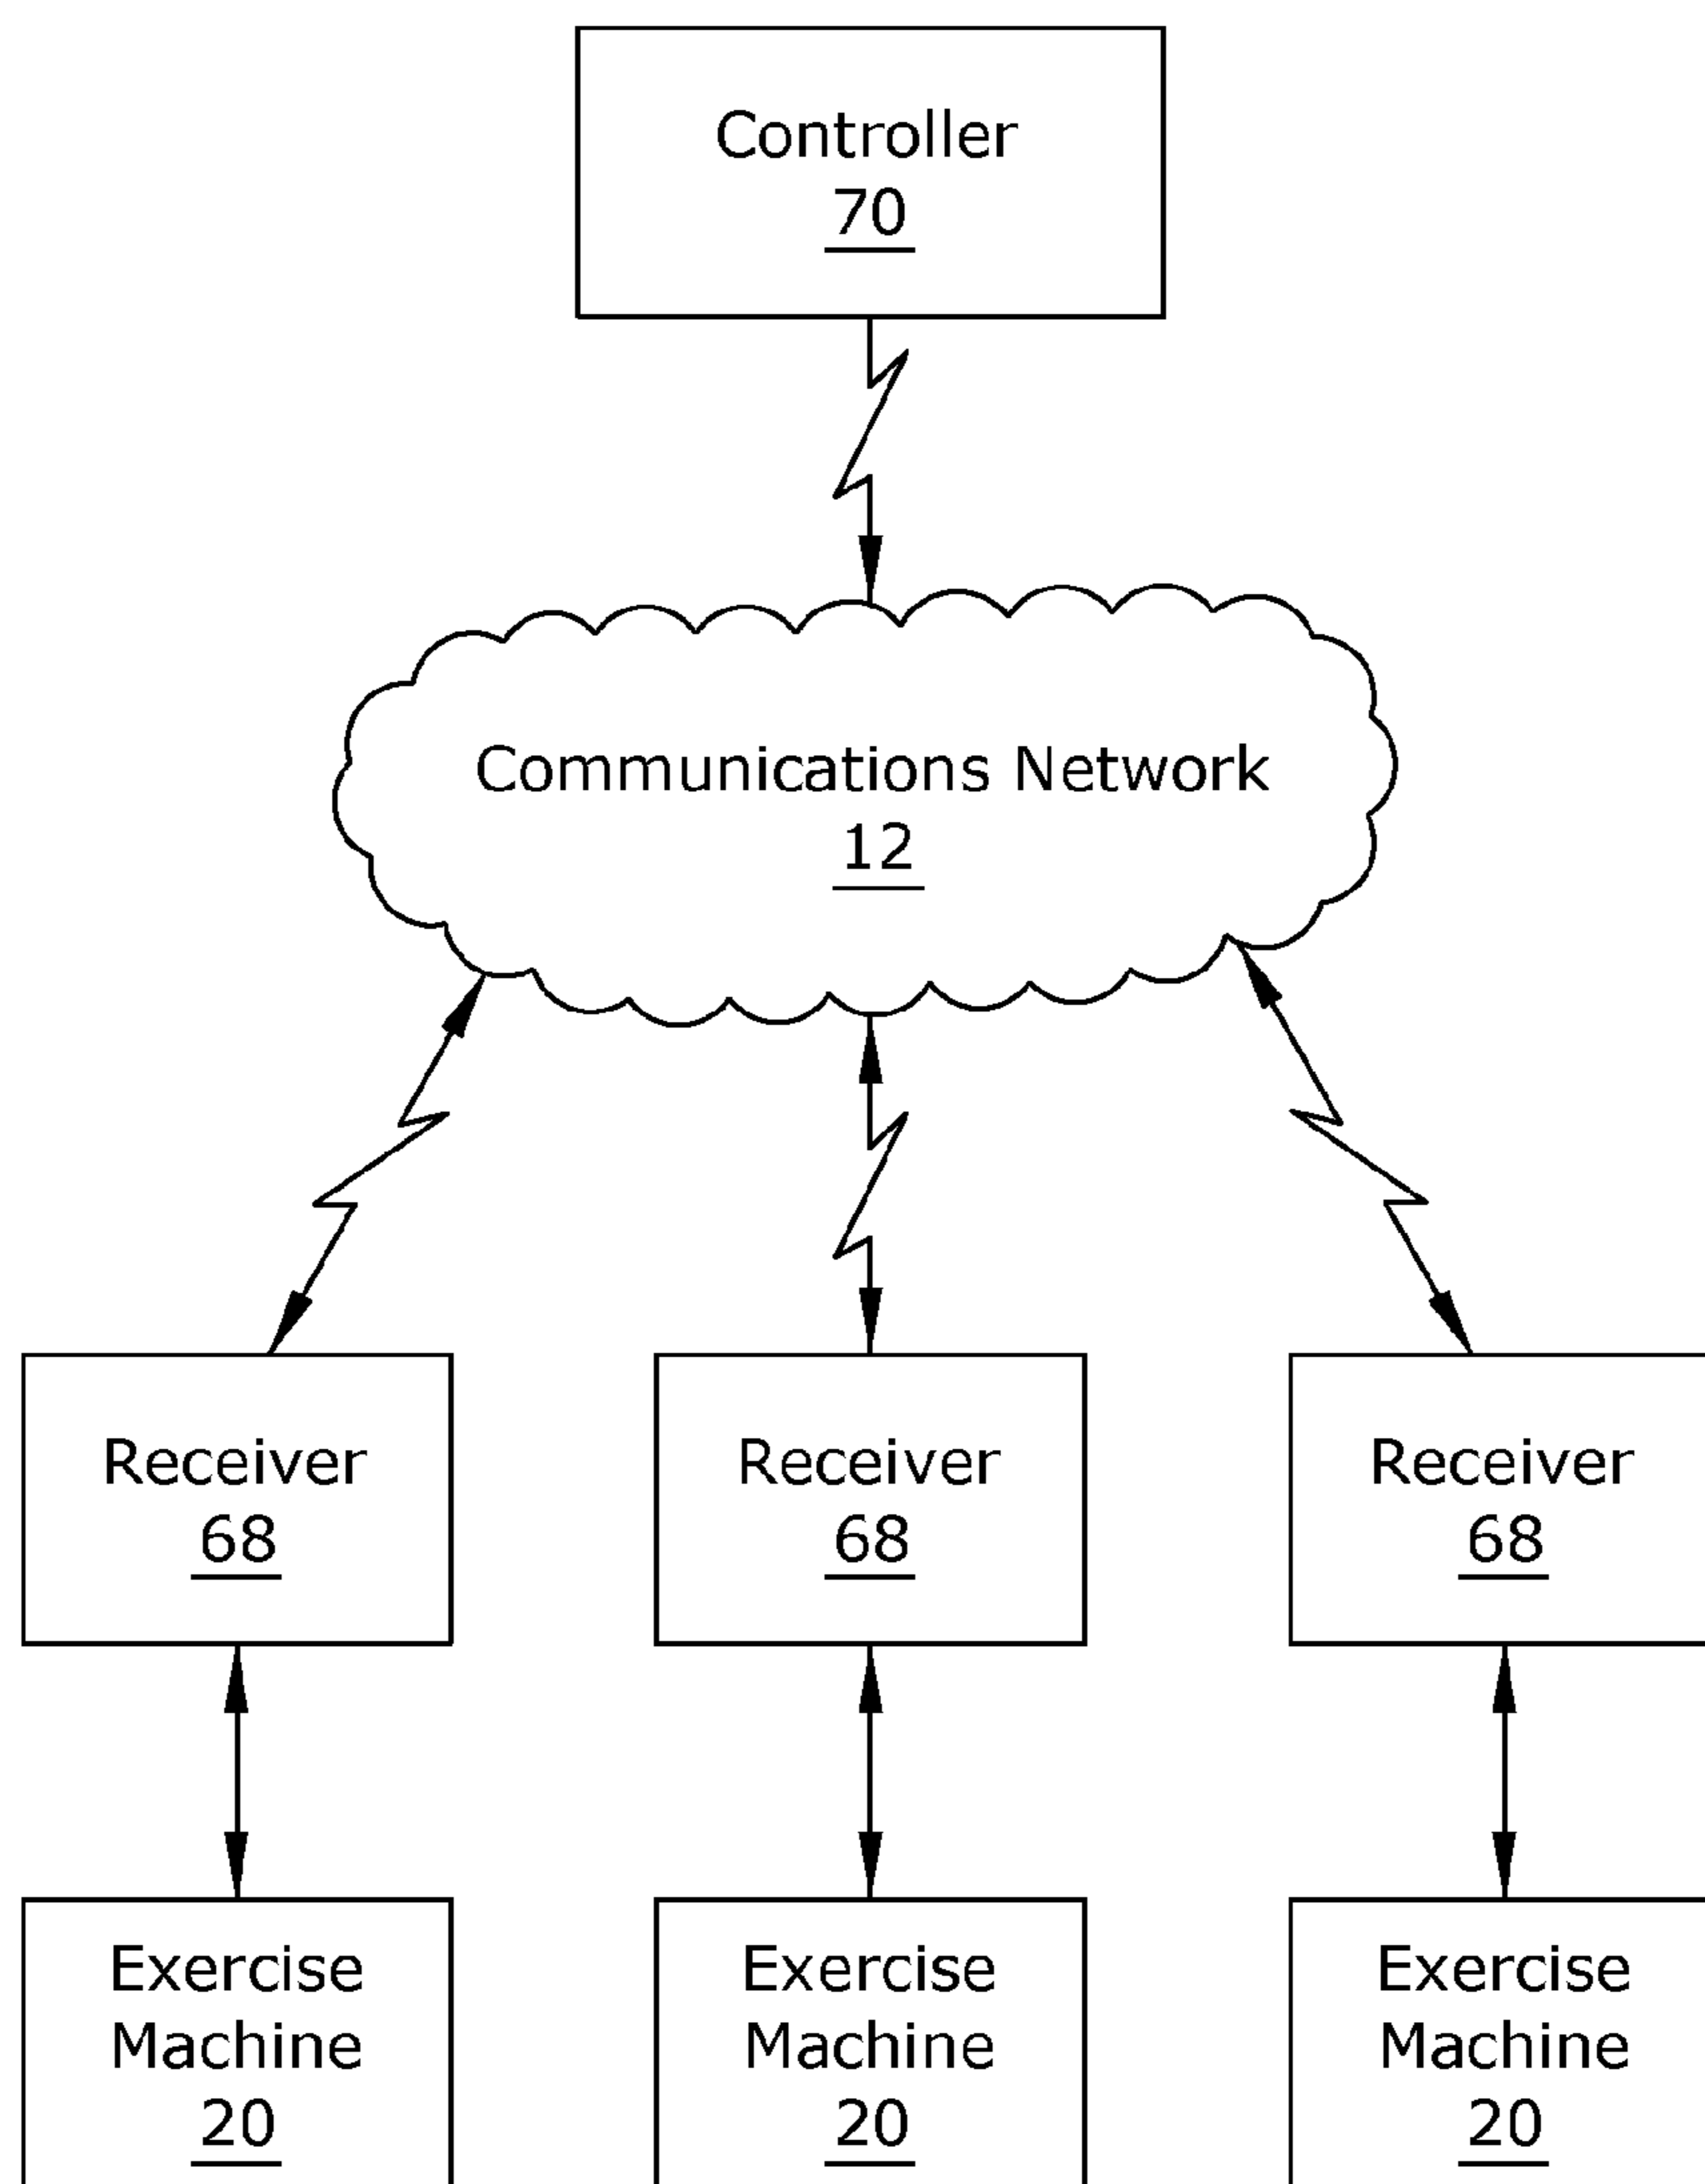 Controller
70
Communications Network
12
Receiver
68
Receiver
68
Receiver
68
Exercise
Machine
20
Exercise
Machine
20
Exercise
Machine
20